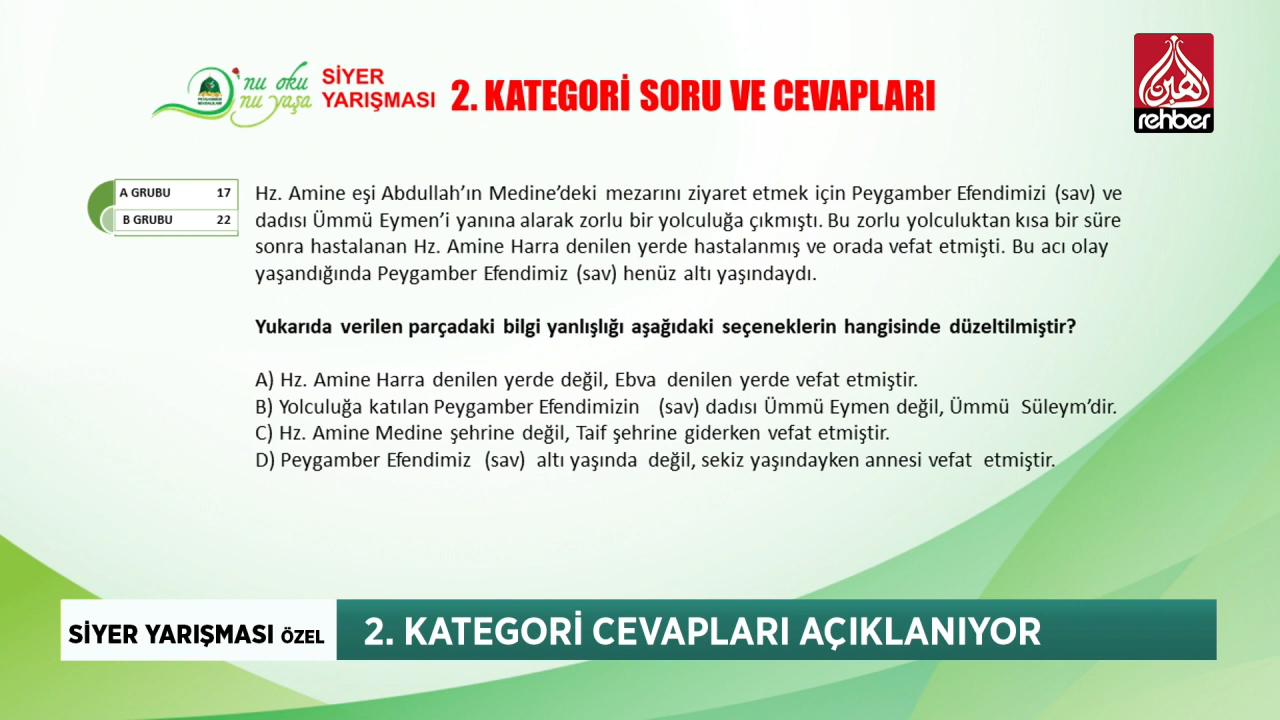 O'nu oku
nu yaşa
PEYGAMBER
SEVDALILARI
SİYER
YARIŞMASI
2. KATEGORİ SORU VE CEVAPLARI
rehber
A GRUBU 17
B GRUBU 22
Hz. Amine eşi Abdullah’ın Medine’deki mezarını ziyaret etmek için Peygamber Efendimizi (sav) ve
dadısı Ümmü Eymen’i yanına alarak zorlu bir yolculuğa çıkmıştı. Bu zorlu yolculuktan kısa bir süre
sonra hastalanan Hz. Amine Harra denilen yerde hastalanmış ve orada vefat etmişti. Bu acı olay
yaşandığında Peygamber Efendimiz (sav) henüz altı yaşındaydı.
Yukarıda verilen parçadaki bilgi yanlışlığı aşağıdaki seçeneklerin hangisinde düzeltilmiştir?
A) Hz. Amine Harra denilen yerde değil, Ebva denilen yerde vefat etmiştir.
B) Yolculuğa katılan Peygamber Efendimizin (sav) dadısı Ümmü Eymen değil, Ümmü Süleym’dir.
C) Hz. Amine Medine şehrine değil, Taif şehrine giderken vefat etmiştir.
D) Peygamber Efendimiz (sav) altı yaşında değil, sekiz yaşındayken annesi vefat etmiştir.
SİYER YARIŞMASI ÖZEL
2. KATEGORİ CEVAPLARI AÇIKLANIYOR